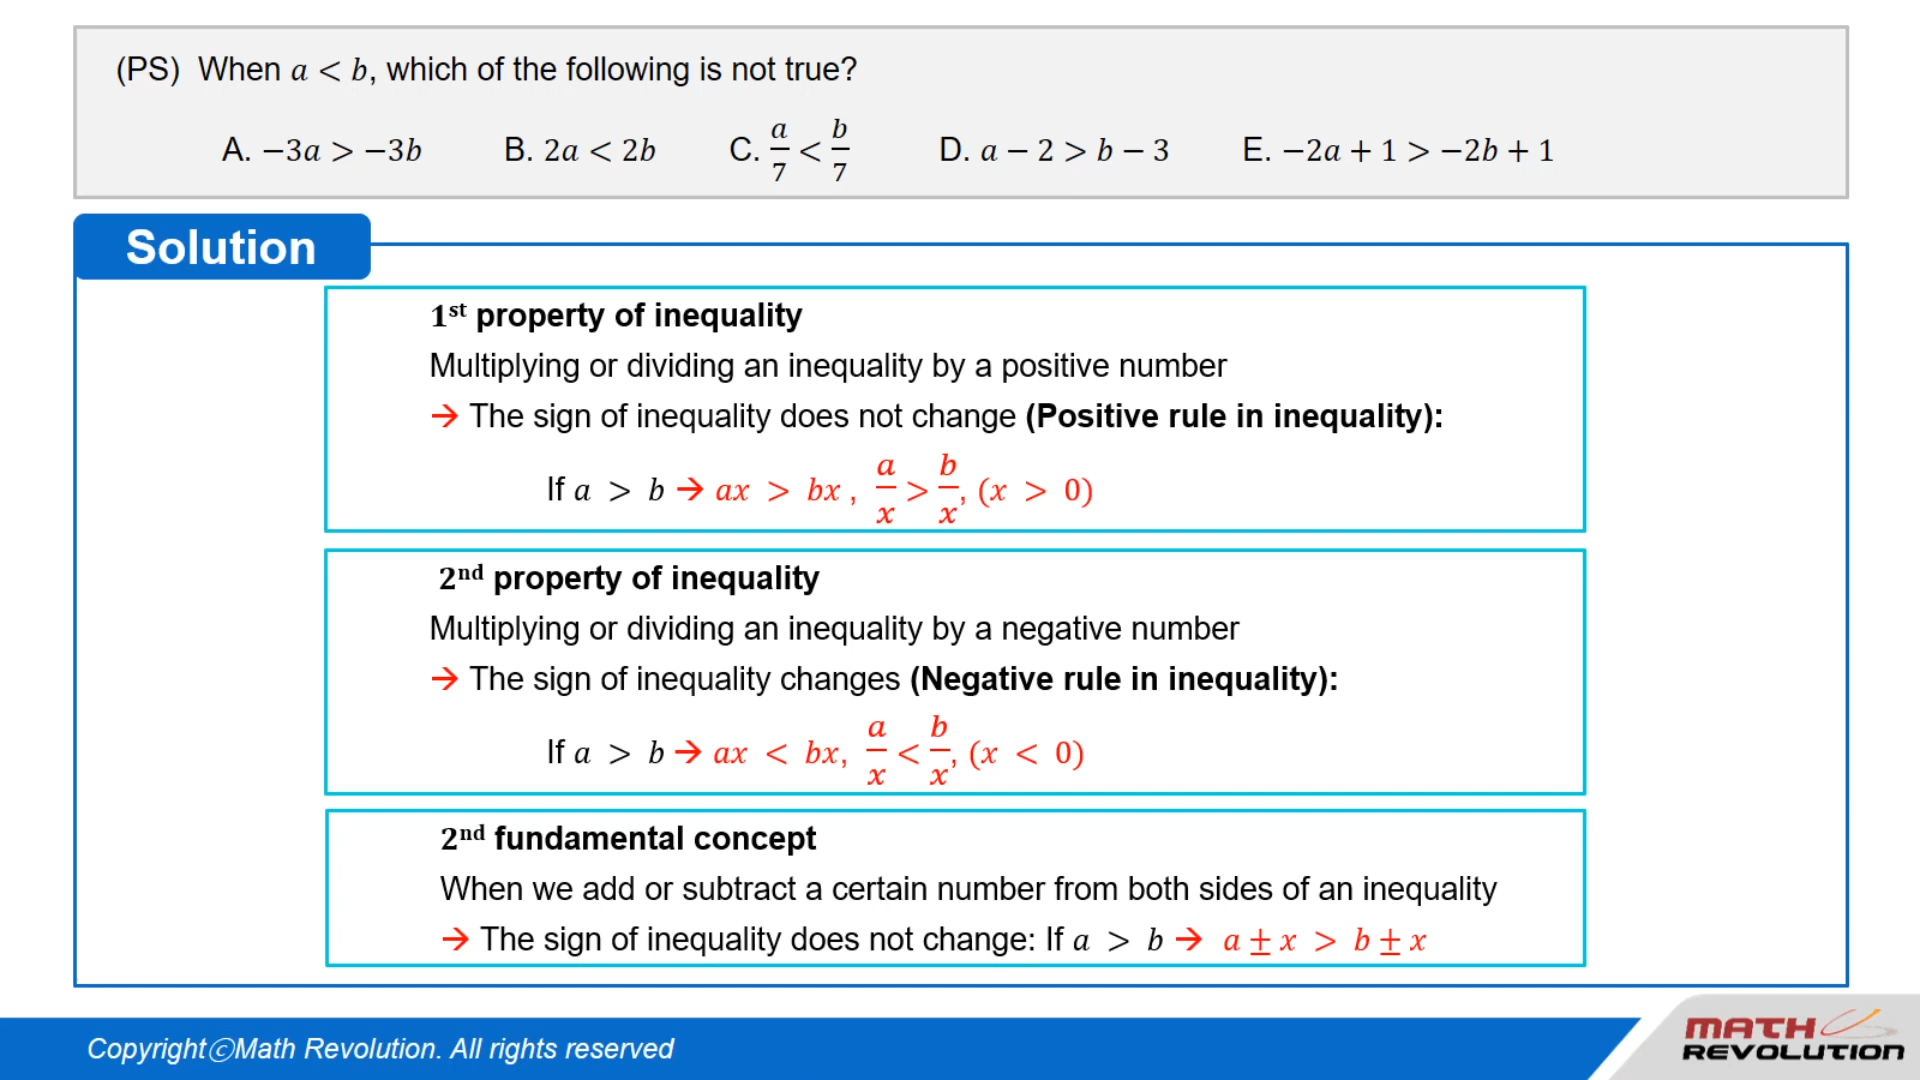 (PS) When a < b, which of the following is not true?
A. −3a > −3b B. 2a < 2b C. a/7 < b/7 D. a − 2 > b − 3 E. −2a + 1 > −2b + 1
Solution
1st property of inequality
Multiplying or dividing an inequality by a positive number
→ The sign of inequality does not change (Positive rule in inequality):
If a > b → ax > bx , a/x > b/x, (x > 0)
2nd property of inequality
Multiplying or dividing an inequality by a negative number
→ The sign of inequality changes (Negative rule in inequality):
If a > b → ax < bx, a/x < b/x, (x < 0)
2nd fundamental concept
When we add or subtract a certain number from both sides of an inequality
→ The sign of inequality does not change: If a > b → a ± x > b ± x
CopyrightⓒMath Revolution. All rights reserved
MATH
REVOLUTION